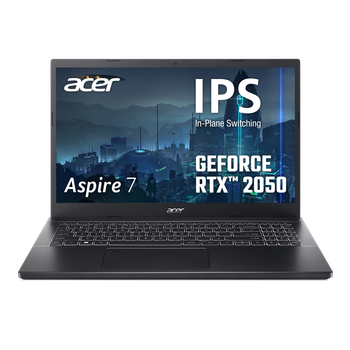 acer
IPS
In-Plane Switching
GEFORCE
RTX™ 2050
Aspire 7
acer